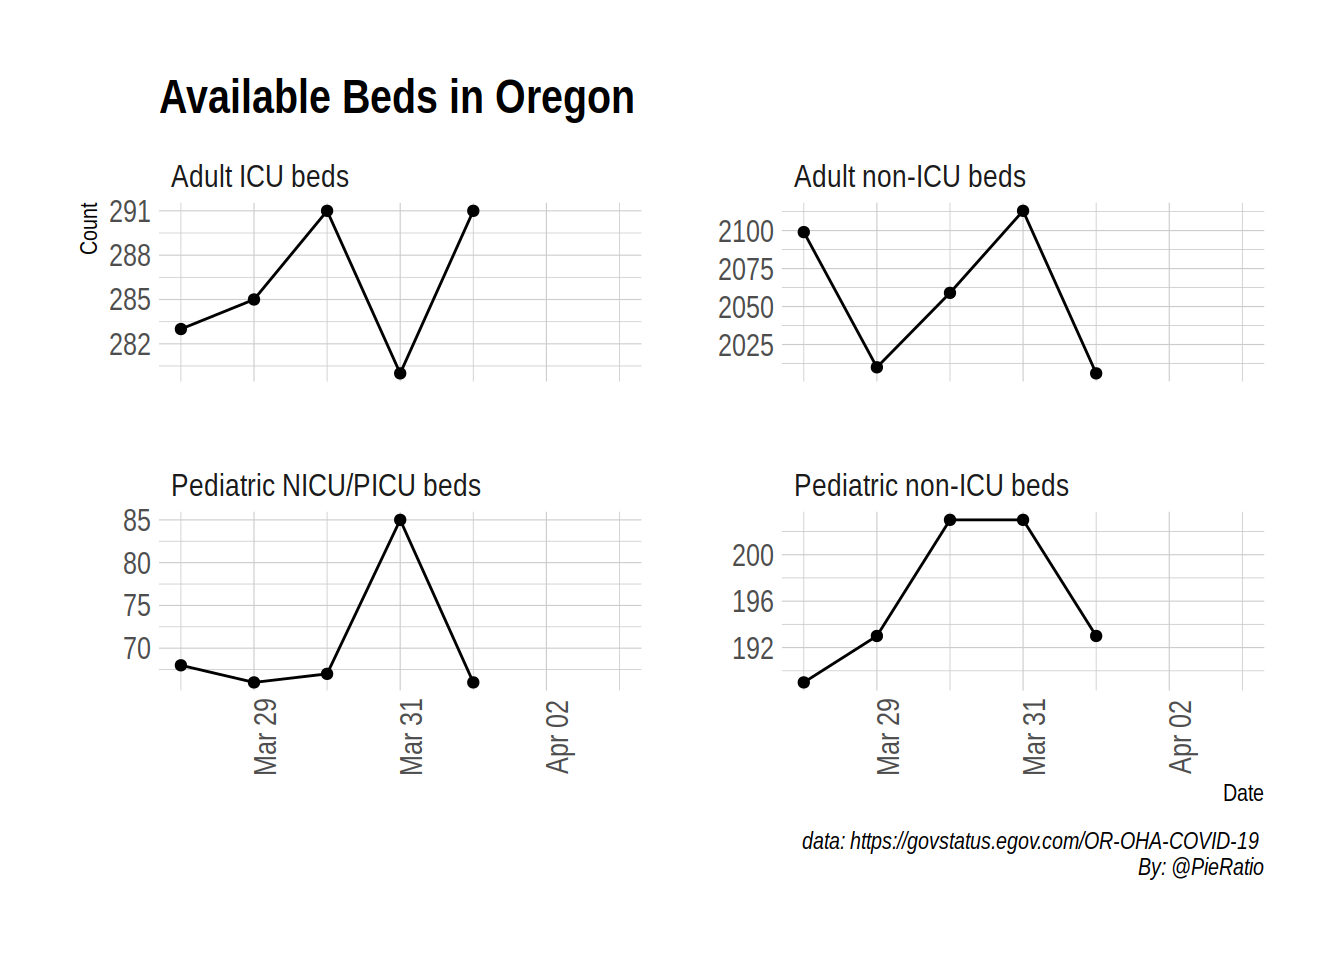 Available Beds in Oregon
Adult ICU beds
Adult non-ICU beds
Count
291
288
285
282
2100
2075
2050
2025
Pediatric NICU/PICU beds
Pediatric non-ICU beds
85
80
75
70
200
196
192
Mar 29
Mar 31
Apr 02
Mar 29
Mar 31
Apr 02
Date
data: https://govstatus.egov.com/OR-OHA-COVID-19
By: @PieRatio